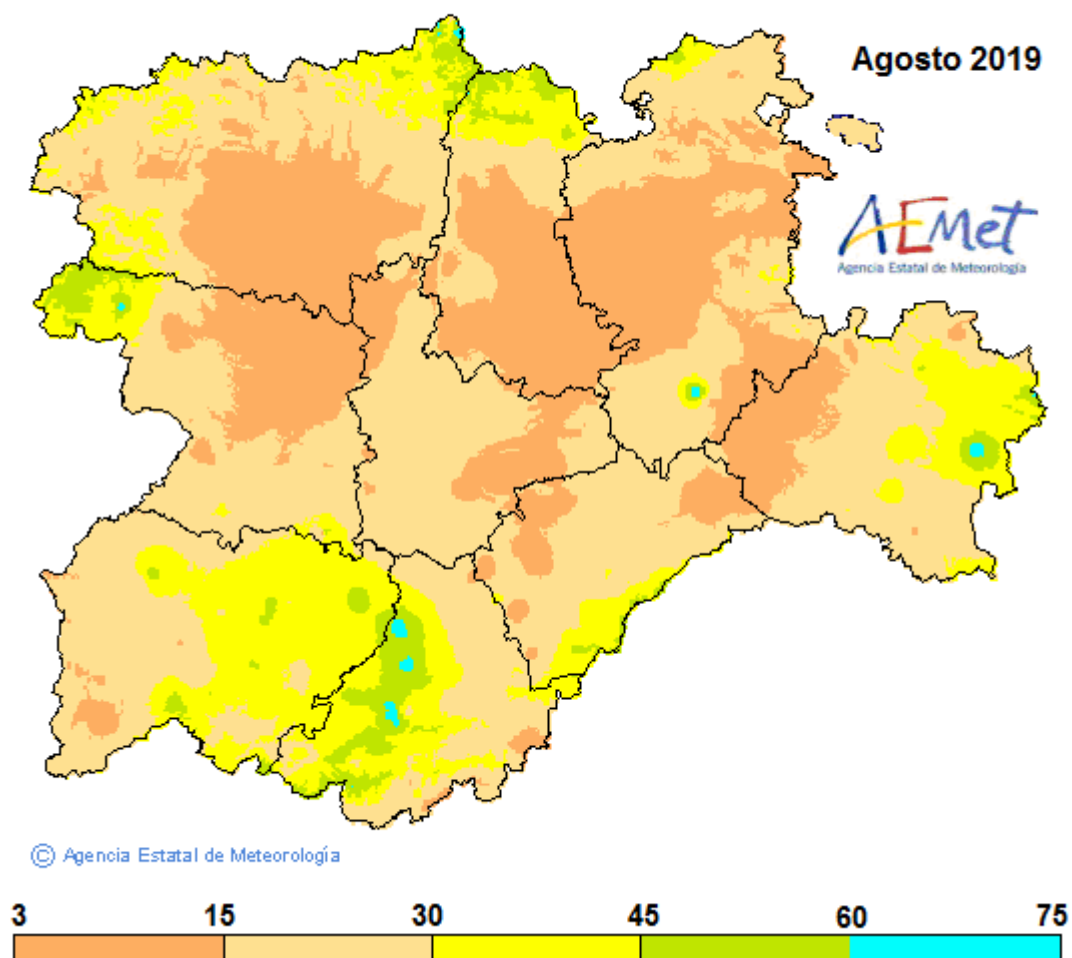 Agosto 2019
AEMet
Agencia Estatal de Meteorología
© Agencia Estatal de Meteorología
3 15 30 45 60 75